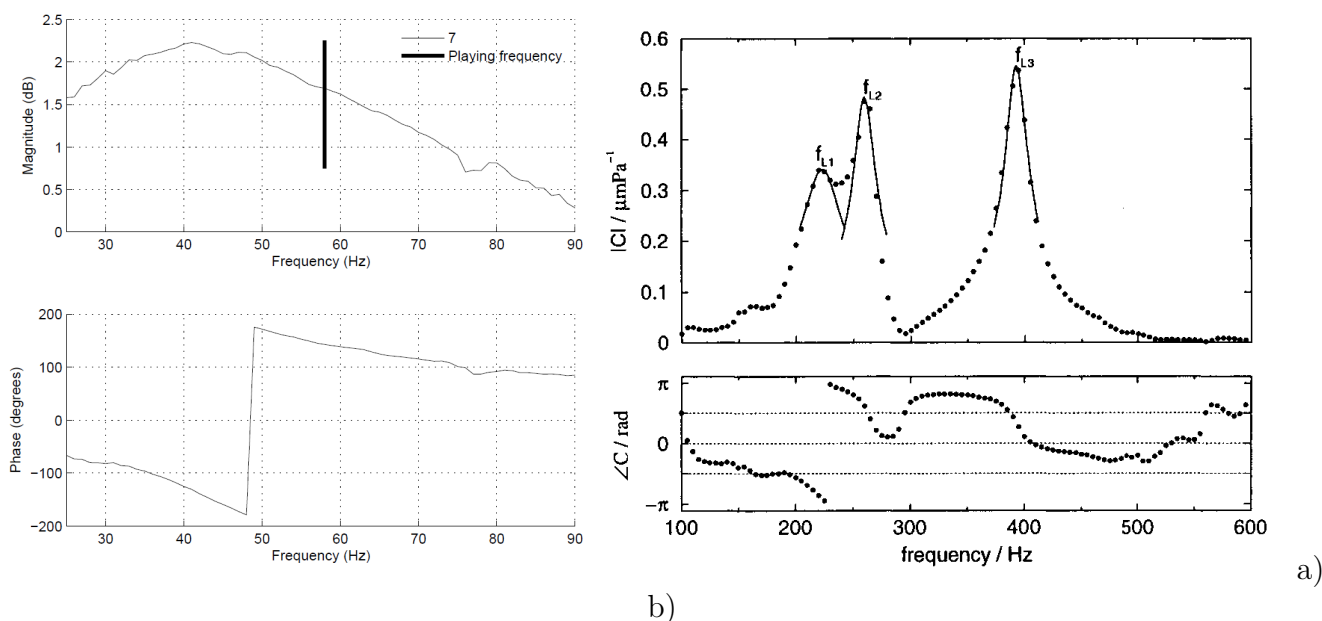 2.5
2
1.5
1
0.5
0
Magnitude (dB)
7
Playing frequency
30 40 50 60 70 80 90
Frequency (Hz)
200
100
0
−100
−200
Phase (degrees)
30 40 50 60 70 80 90
Frequency (Hz)
b)
0.6
0.5
0.4
0.3
0.2
0.1
0
|C| / μmPa⁻¹
fL1
fL2
fL3
π
0
−π
∠C / rad
100 200 300 400 500 600
frequency / Hz
a)